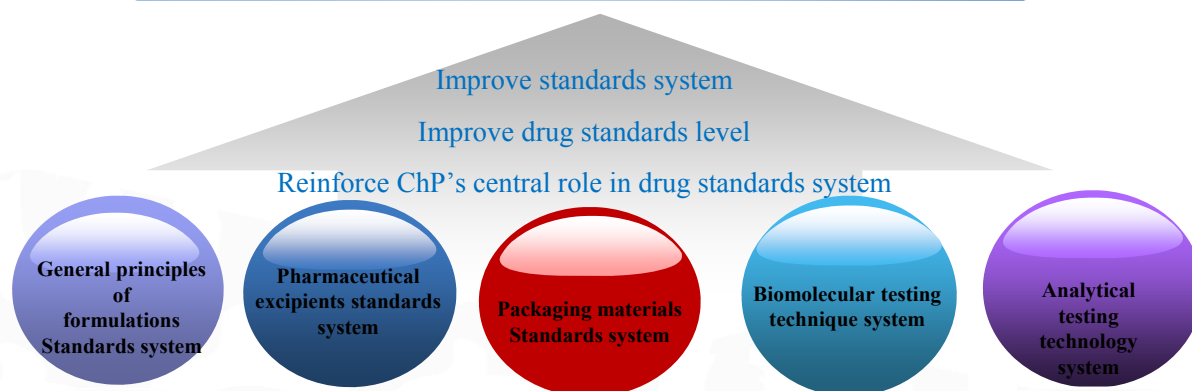 Improve standards system
Improve drug standards level
Reinforce ChP's central role in drug standards system
General principles
of
formulations
Standards system
Pharmaceutical
excipients standards
system
Packaging materials
Standards system
Biomolecular testing
technique system
Analytical
testing
technology
system